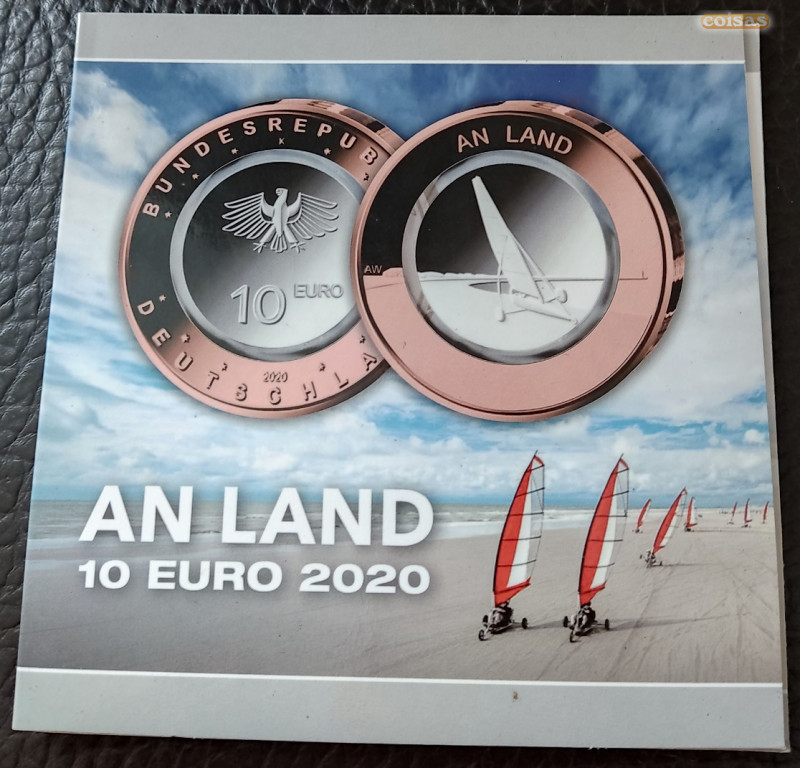 coisas
BUNDESREPUB
K
DEUTSCHLA
10 EURO
2020
AN LAND
AW
AN LAND
10 EURO 2020